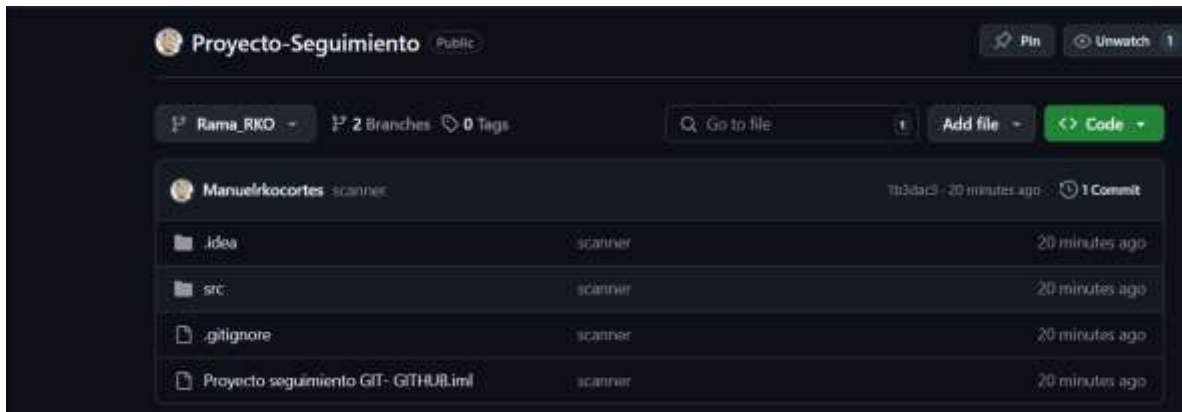 Proyecto-Seguimiento Public
Pin Unwatch 1
Rama_RKO 2 Branches 0 Tags
Go to file Add file Code
Manuelrkocortes scanner
20 minutes ago 1 Commit
.idea scanner 20 minutes ago
src scanner 20 minutes ago
.gitignore scanner 20 minutes ago
Proyecto seguimiento GIT- GITHUB.iml scanner 20 minutes ago